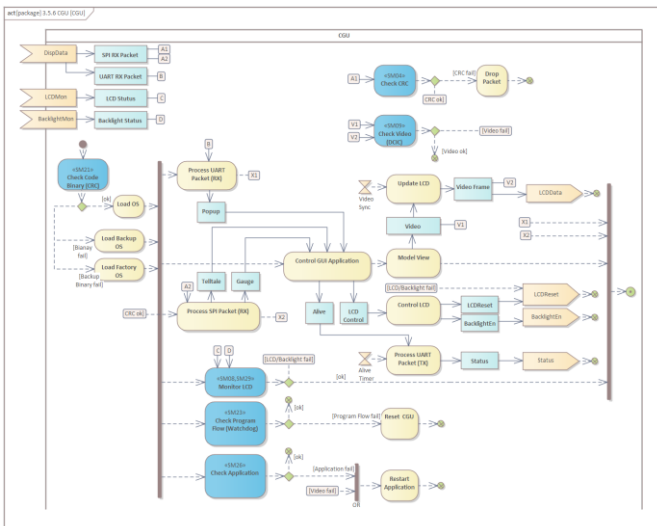 act[package] 3.5.6 CGU [CGU]
CGU
DispData
SPI RX Packet
A1
A2
UART RX Packet
B
LCDMon
LCD Status
C
BacklightMon
Backlight Status
D
A1
«SM04»
Check CRC
[CRC fail]
Drop
Packet
CRC ok]
V1
V2
«SM09»
Check Video
[DCIC]
[Video fail]
[Video ok]
«SM21»
Check Code
Binary [CRC]
[ok]
Load OS
[Bianay
fail]
Load Backup
OS
[Backup
Binary fail]
Load Factory
OS
B
Process UART
Packet (RX)
X1
Popup
Telltale
Gauge
A2
CRC ok]
Process SPI Packet (RX)
X2
Control GUI Application
Alive
LCD
Control
Video
Sync
Update LCD
Video Frame
V2
LCDData
Video
V1
X1
X2
Model View
[LCD/Backlight fail]
Control LCD
LCDReset
LCDReset
BacklightEn
BacklightEn
Alive
Timer
Process UART
Packet (TX)
Status
Status
C
D
[LCD/Backlight fail]
«SM08,SM29»
Monitor LCD
[ok]
«SM23»
Check Program
Flow (Watchdog)
[ok]
[Program Flow fail]
Reset CGU
Check Application
[ok]
[Application fail]
[Video fail]
OR
Restart
Application